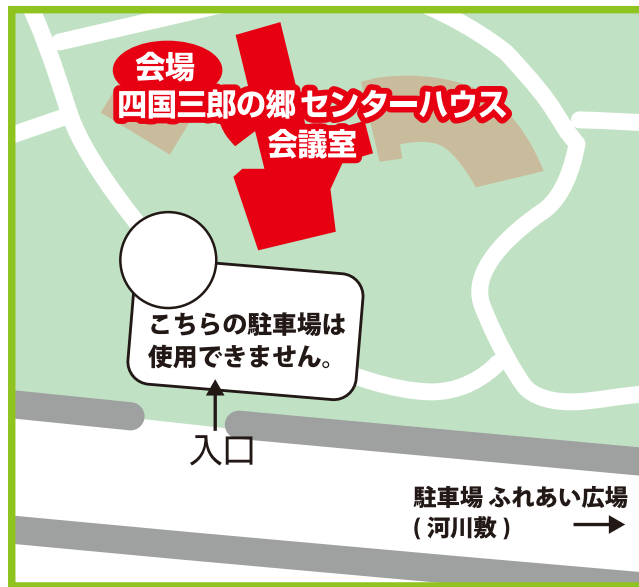 会場
四国三郎の郷 センターハウス
会議室
こちらの駐車場は
使用できません。
入口
駐車場 ふれあい広場
( 河川敷 ) →